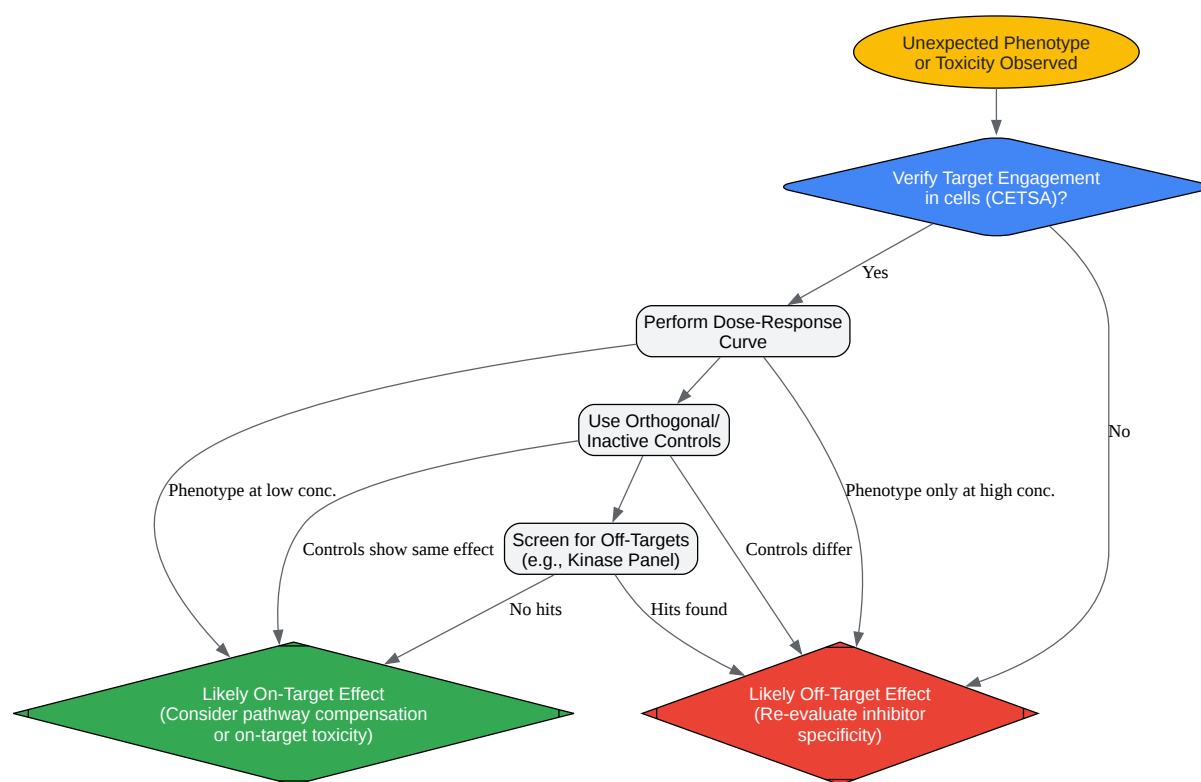 Unexpected Phenotype
or Toxicity Observed
Verify Target Engagement
in cells (CETSA)?
Yes
Perform Dose-Response
Curve
Use Orthogonal/
Inactive Controls
No
Phenotype at low conc.
Phenotype only at high conc.
Screen for Off-Targets
(e.g., Kinase Panel)
Controls show same effect
Controls differ
No hits
Hits found
Likely On-Target Effect
(Consider pathway compensation
or on-target toxicity)
Likely Off-Target Effect
(Re-evaluate inhibitor
specificity)